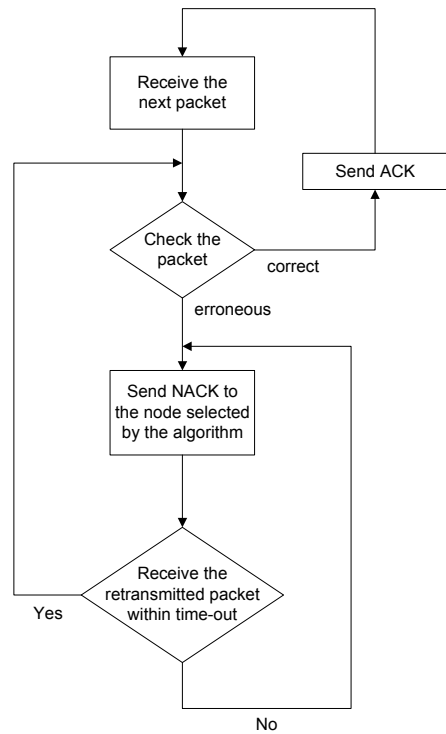 Receive the
next packet
Send ACK
Check the
packet
correct
erroneous
Send NACK to
the node selected
by the algorithm
Receive the
retransmitted packet
within time-out
Yes
No